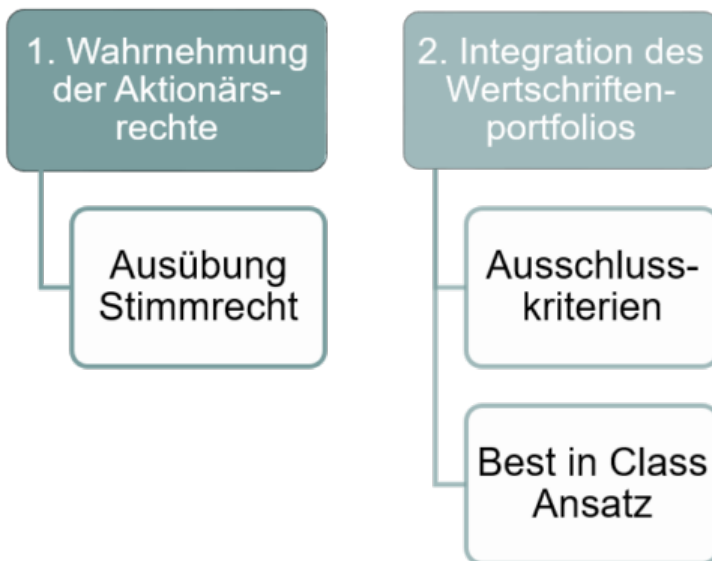 1. Wahrnehmung
der Aktionärs-
rechte
Ausübung
Stimmrecht
2. Integration des
Wertschriften-
portfolios
Ausschluss-
kriterien
Best in Class
Ansatz